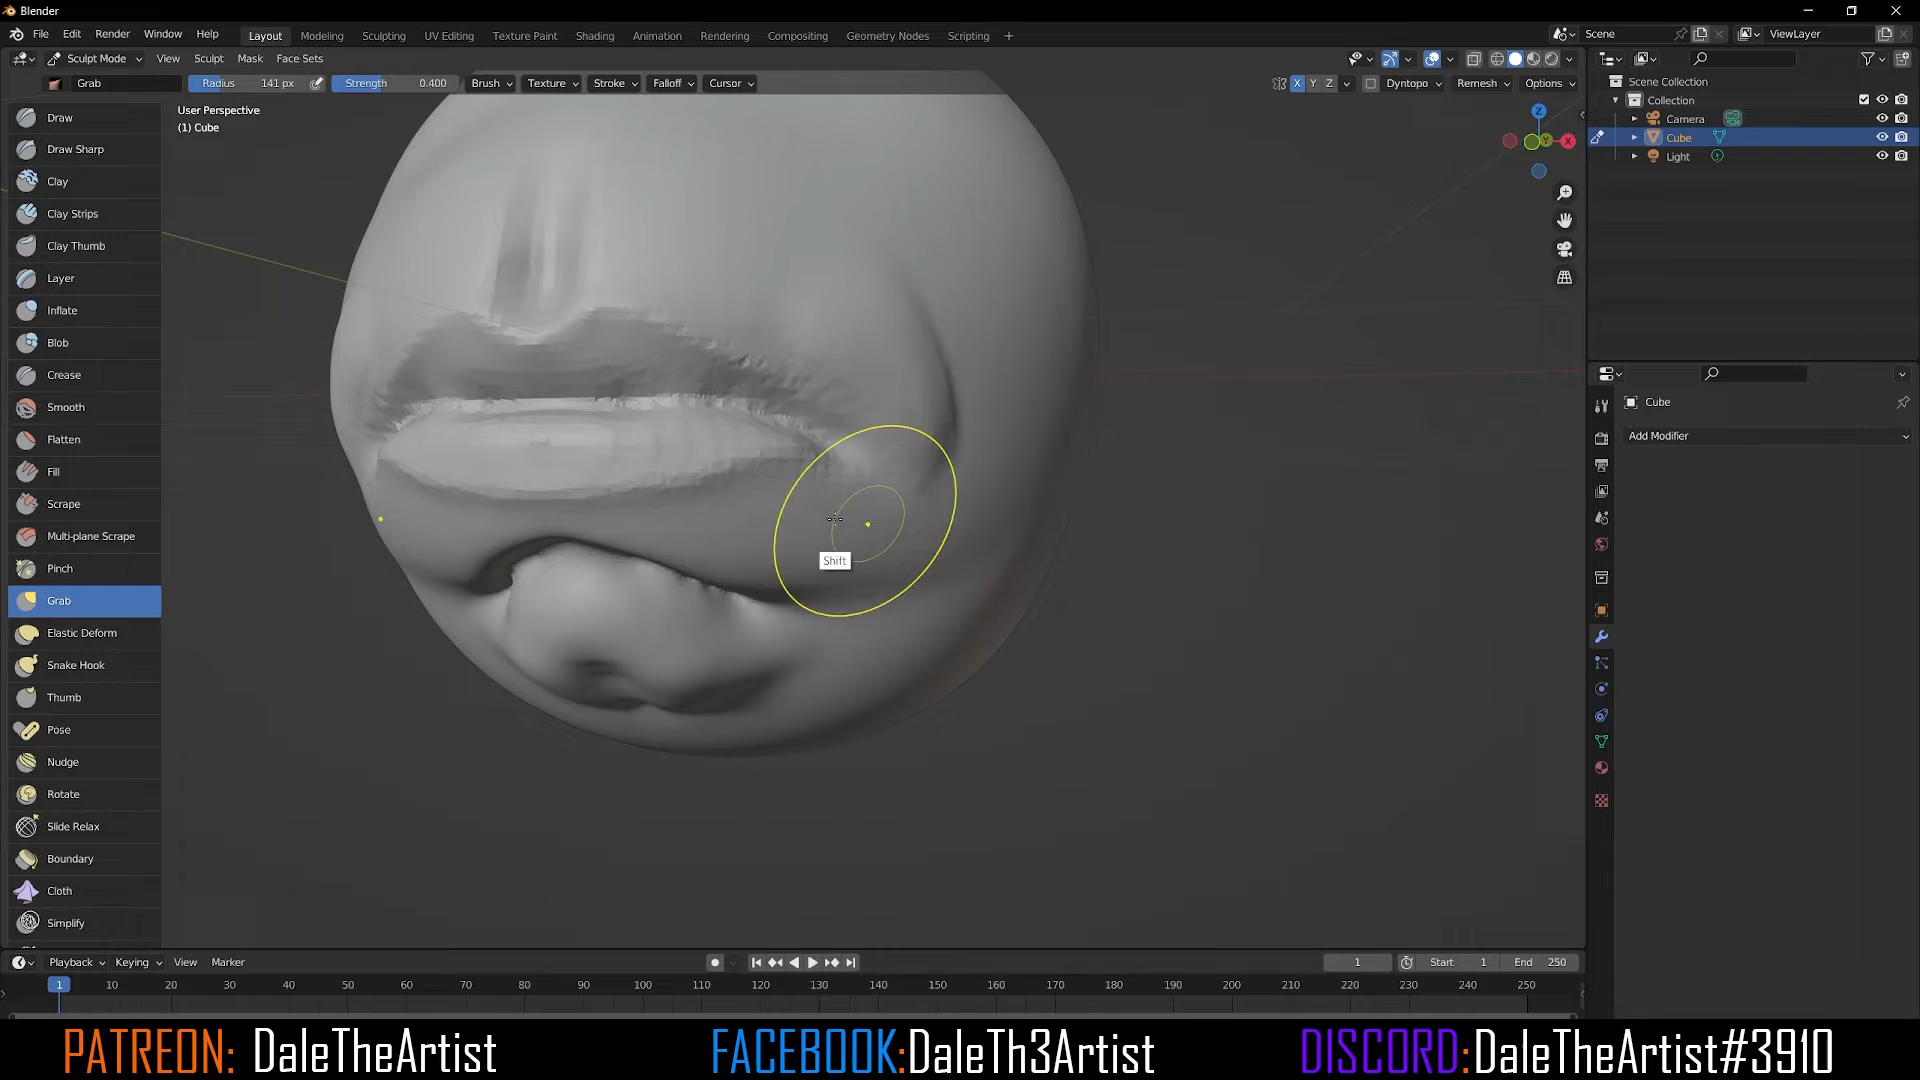 Blender
File Edit Render Window Help Layout Modeling Sculpting UV Editing Texture Paint Shading Animation Rendering Compositing Geometry Nodes Scripting + Scene ViewLayer
Sculpt Mode View Sculpt Mask Face Sets
Grab Radius 141 px Strength 0.400 Brush Texture Stroke Falloff Cursor X Y Z Dyntopo Remesh Options
User Perspective
(1) Cube
Draw
Draw Sharp
Clay
Clay Strips
Clay Thumb
Layer
Inflate
Blob
Crease
Smooth
Flatten
Fill
Scrape
Multi-plane Scrape
Pinch
Grab
Elastic Deform
Snake Hook
Thumb
Pose
Nudge
Rotate
Slide Relax
Boundary
Cloth
Simplify
Z
X
Shift
Scene Collection
Collection
Camera
Cube
Light
Cube
Add Modifier
Playback Keying View Marker 1 Start 1 End 250
1 10 20 30 40 50 60 70 80 90 100 110 120 130 140 150 160 170 180 190 200 210 220 230 240 250
PATREON: DaleTheArtist FACEBOOK:DaleTh3Artist DISCORD:DaleTheArtist#3910